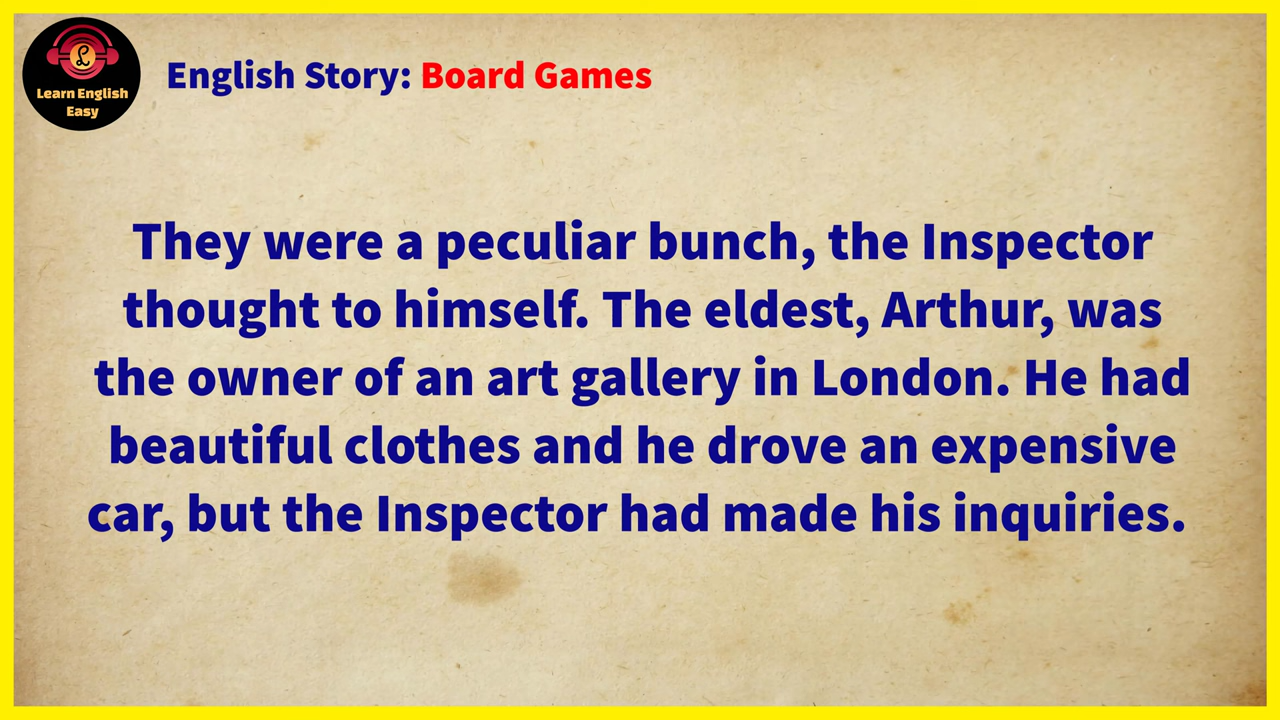 Learn English
Easy
English Story: Board Games
They were a peculiar bunch, the Inspector
thought to himself. The eldest, Arthur, was
the owner of an art gallery in London. He had
beautiful clothes and he drove an expensive
car, but the Inspector had made his inquiries.